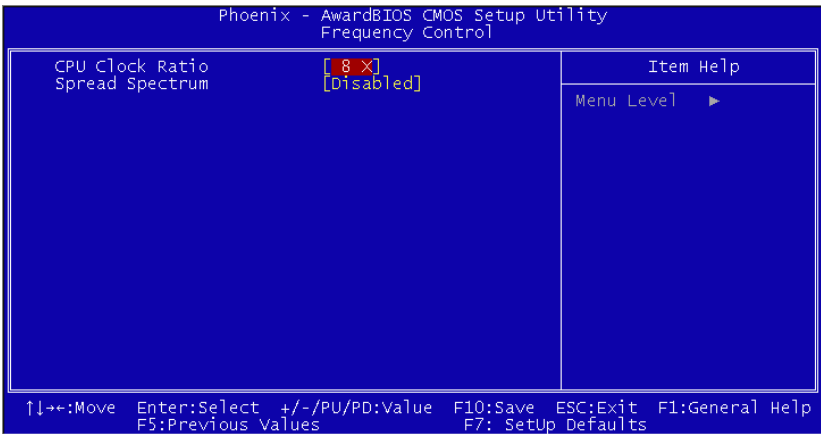 Phoenix - AwardBIOS CMOS Setup Utility
Frequency Control
CPU Clock Ratio [ 8 X]
Spread Spectrum [Disabled]
Item Help
Menu Level ►
↑↓→←:Move Enter:Select +/-/PU/PD:Value F10:Save ESC:Exit F1:General Help
F5:Previous Values F7: SetUp Defaults